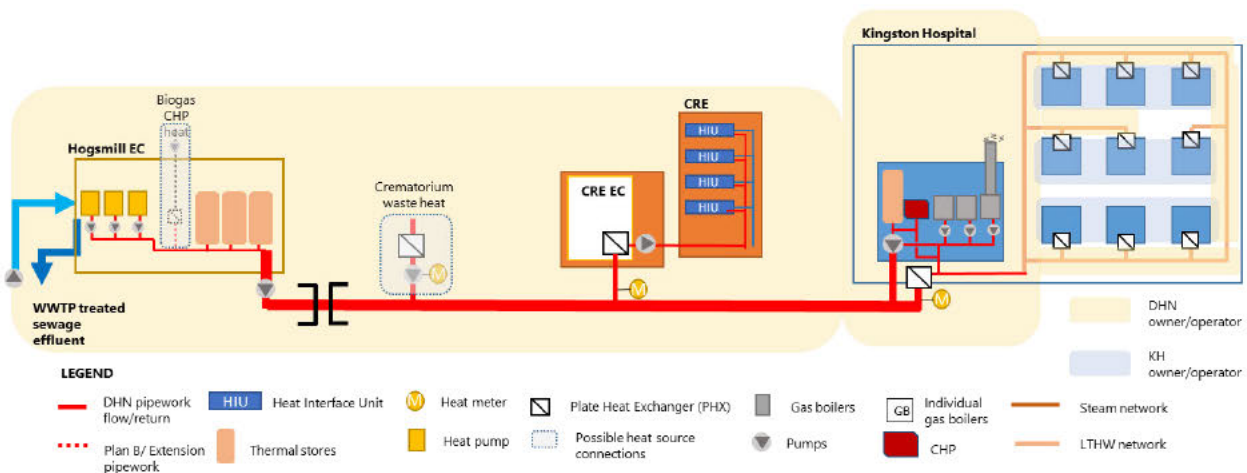 Kingston Hospital
Biogas
CHP
heat
CRE
Hogsmill EC
HIU
HIU
HIU
HIU
Crematorium
waste heat
CRE EC
M
M
M
WWTP treated
sewage
effluent
DHN
owner/operator
KH
owner/operator
LEGEND
DHN pipework
flow/return
HIU
Heat Interface Unit
M
Heat meter
Plate Heat Exchanger (PHX)
Gas boilers
GB
Individual
gas boilers
Steam network
Plan B/ Extension
pipework
Thermal stores
Heat pump
Possible heat source
connections
Pumps
CHP
LTHW network